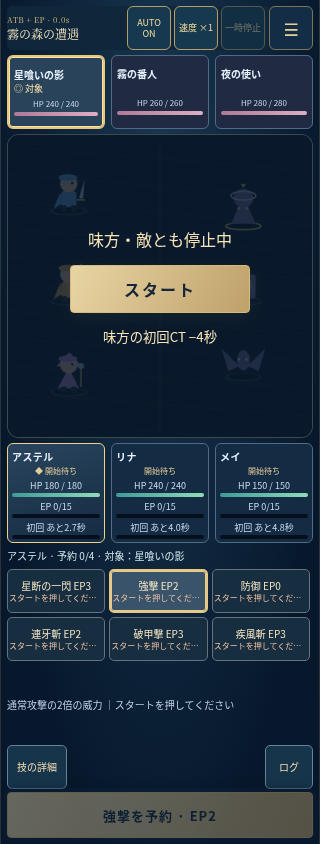 ATB + EP · 0.0s
霧の森の遭遇
AUTO
ON
速度 ×1
一時停止
☰
星喰いの影
◎ 対象
HP 240 / 240
霧の番人
HP 260 / 260
夜の使い
HP 280 / 280
味方・敵とも停止中
スタート
味方の初回CT −4秒
アステル
◆ 開始待ち
HP 180 / 180
EP 0/15
初回 あと2.7秒
リナ
開始待ち
HP 240 / 240
EP 0/15
初回 あと4.0秒
メイ
開始待ち
HP 150 / 150
EP 0/15
初回 あと4.8秒
アステル · 予約 0/4 · 対象：星喰いの影
星断の一閃 EP3
スタートを押してくだ…
強撃 EP2
スタートを押してくだ…
防御 EP0
スタートを押してくだ…
連牙斬 EP2
スタートを押してくだ…
破甲撃 EP3
スタートを押してくだ…
疾風斬 EP3
スタートを押してくだ…
通常攻撃の2倍の威力｜スタートを押してください
技の詳細
ログ
強撃を予約 · EP2